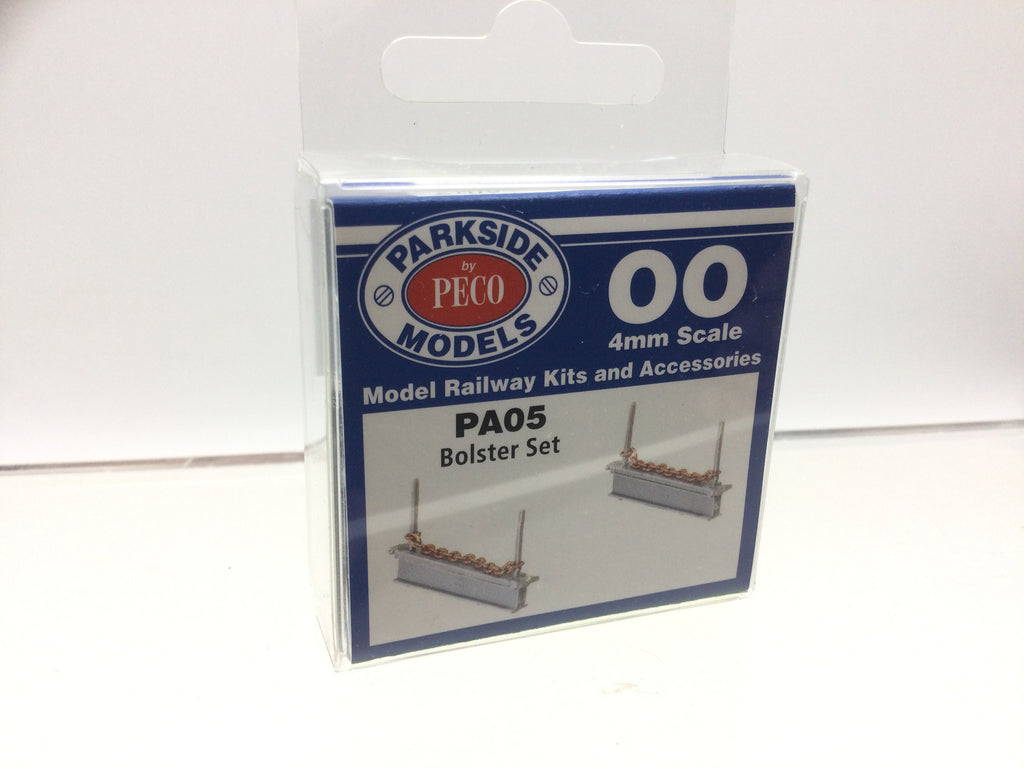 PARKSIDE
by
PECO
MODELS
OO
4mm Scale
Model Railway Kits and Accessories
PA05
Bolster Set